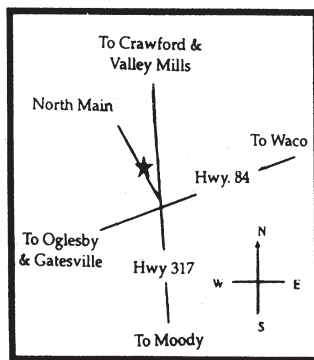 To Crawford &
Valley Mills
North Main
To Waco
Hwy. 84
To Oglesby
& Gatesville
Hwy 317
N
W E
S
To Moody